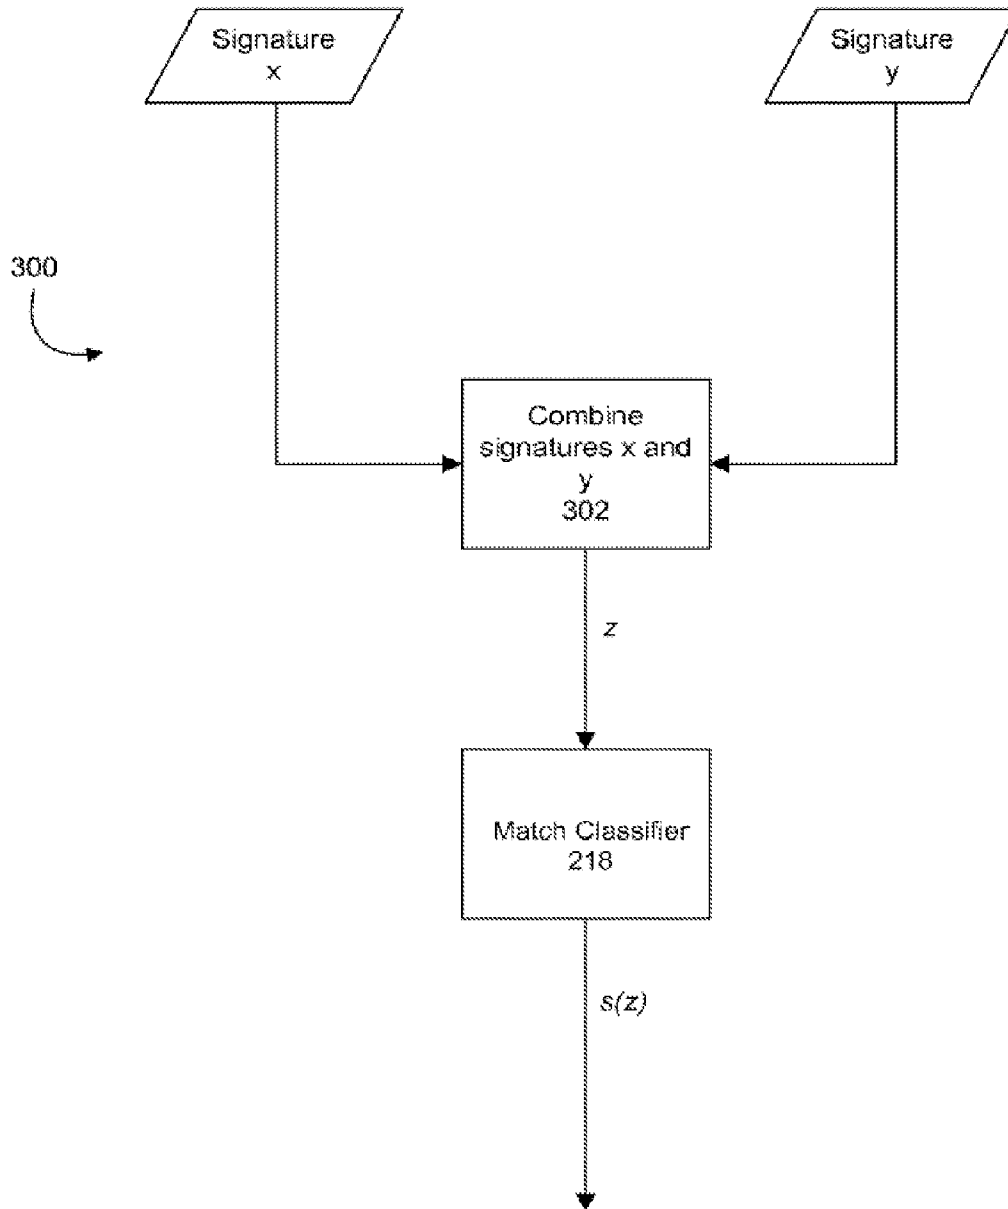 Signature
x
Signature
y
300
Combine
signatures x and
y
302
z
Match Classifier
218
s(z)